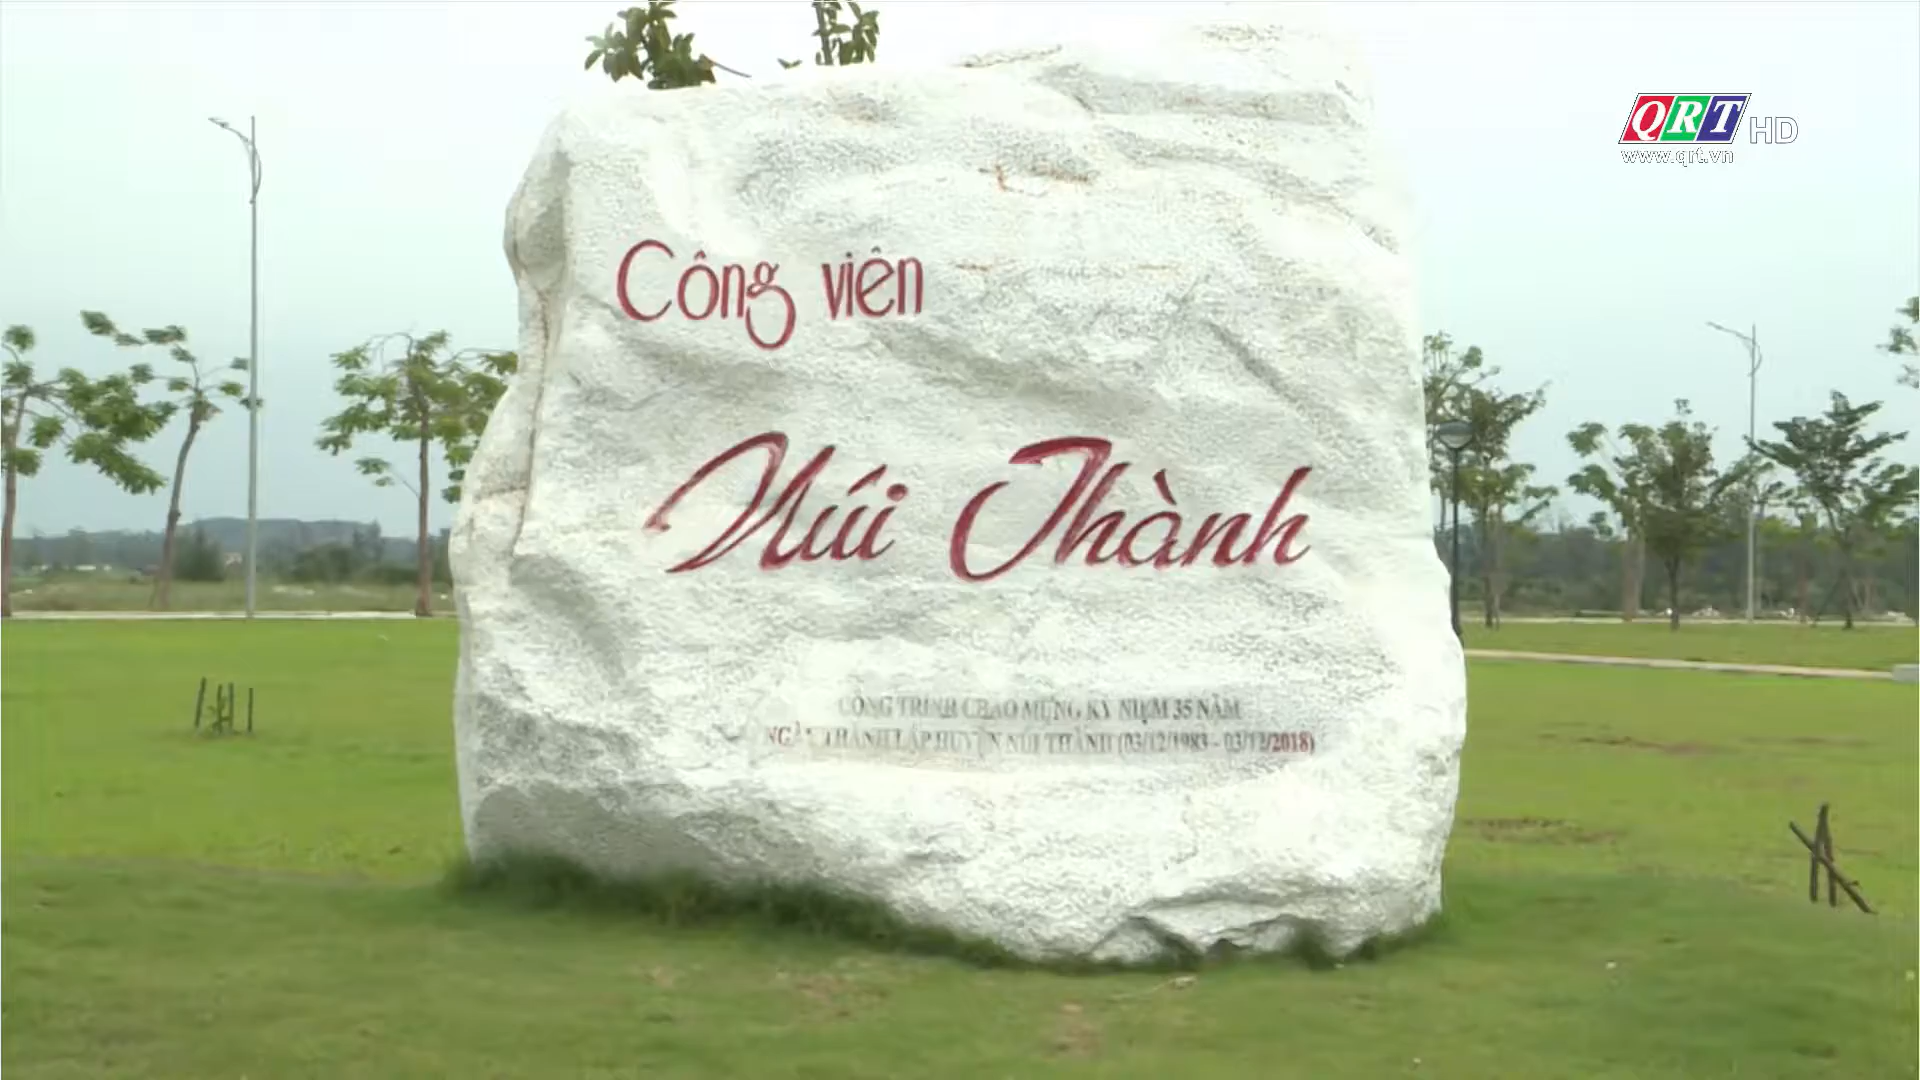 QRT HD
www.qrt.vn
Công viên
Núi Thành
CÔNG TRÌNH CHÀO MỪNG KỶ NIỆM 35 NĂM
NGÀY THÀNH LẬP HUYỆN NÚI THÀNH (03/12/1983 - 03/12/2018)